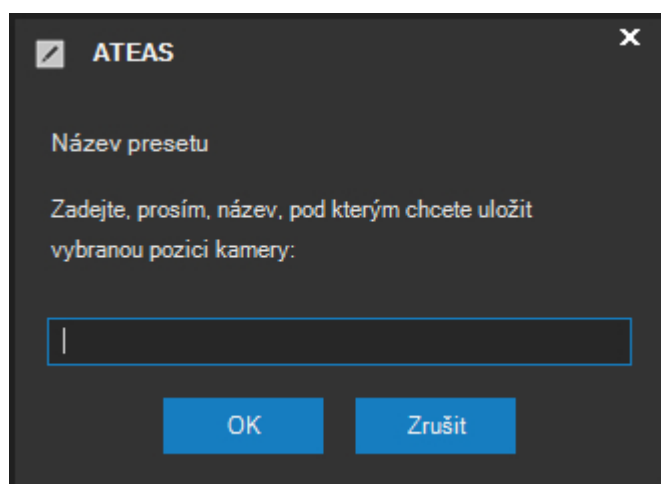 ATEAS
Název presetu
Zadejte, prosím, název, pod kterým chcete uložit
vybranou pozici kamery:
OK Zrušit